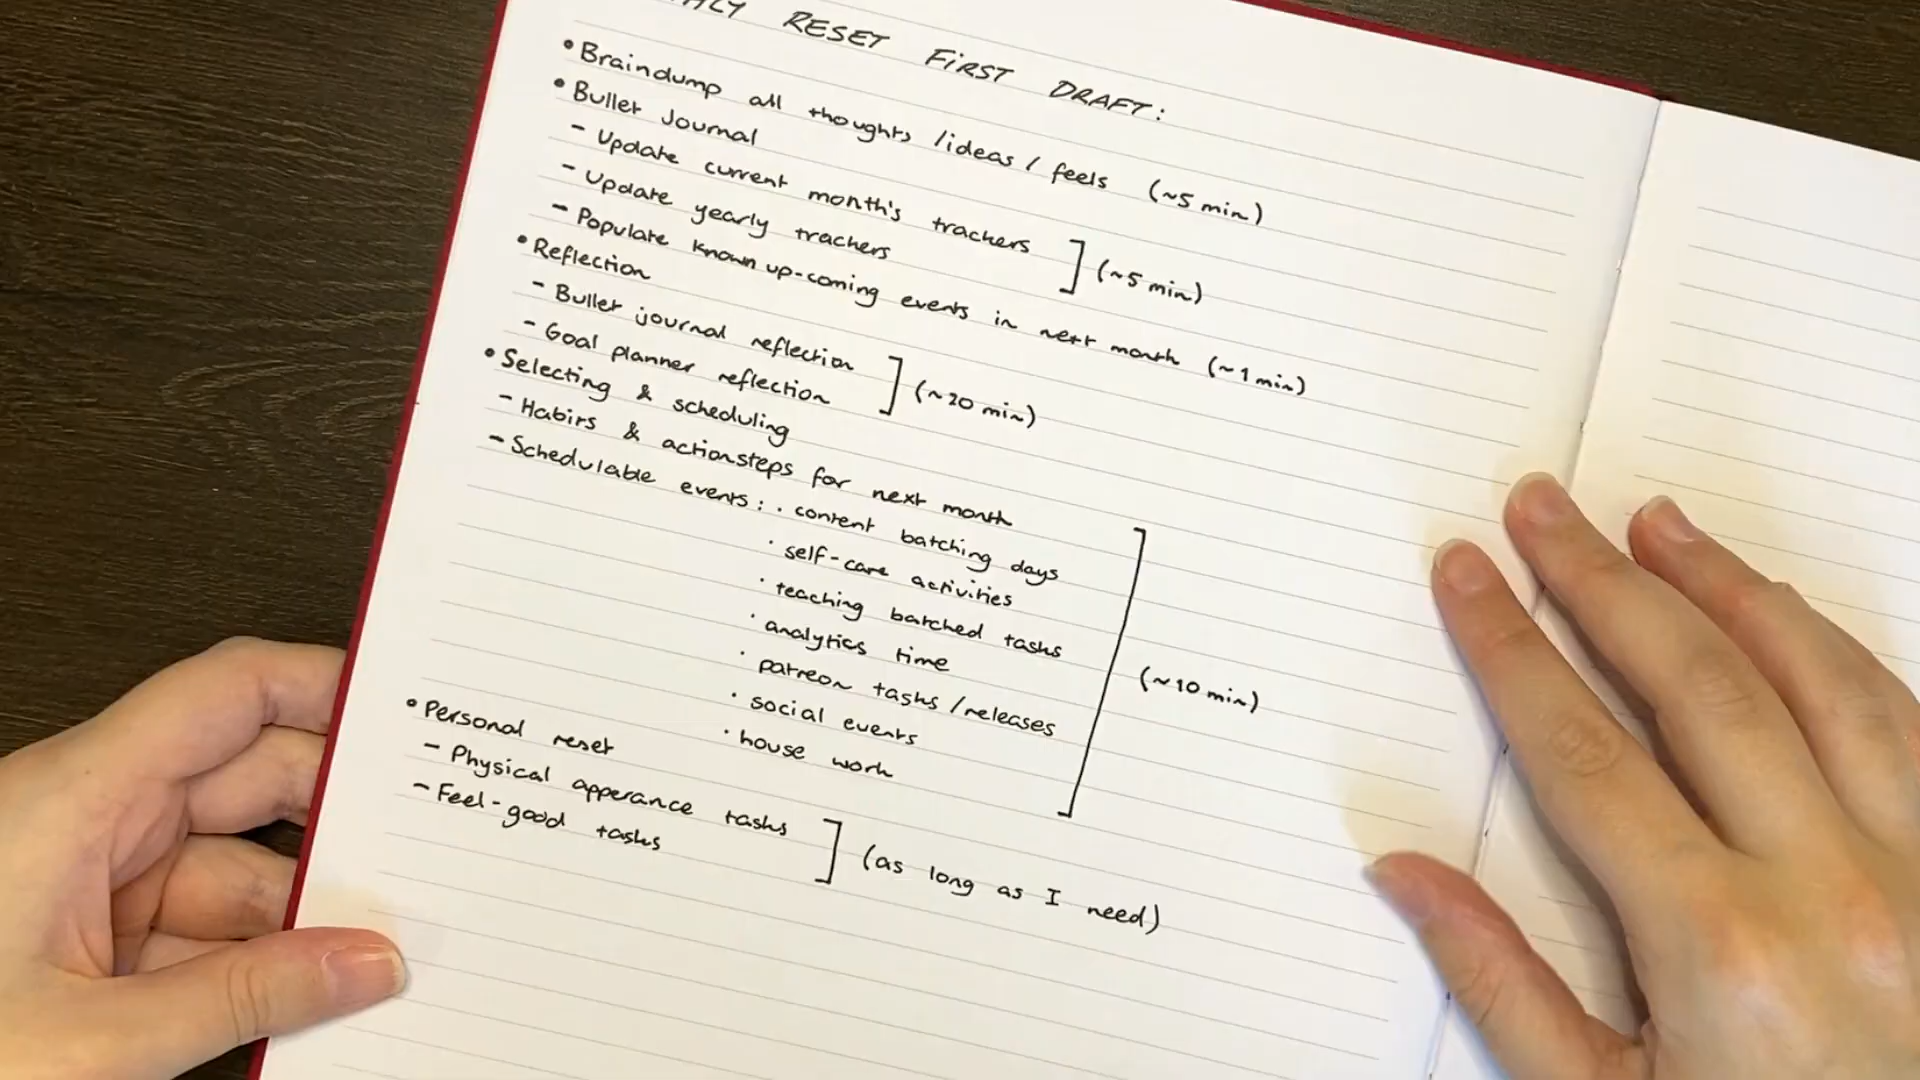 RESET FIRST DRAFT:
• Braindump all thoughts / ideas / feels (~5 min)
• Bullet Journal
- Update current month's trackers
- Update yearly trackers ] (~5 min)
- Populate known up-coming events in next month (~1 min)
• Reflection
- Bullet journal reflection
- Goal planner reflection ] (~20 min)
• Selecting & scheduling
- Habits & actionsteps for next month
- Schedulable events: · content batching days
· self-care activities
· teaching batched tasks
· analytics time
· patreon tasks / releases
· social events
· house work
(~10 min)
• Personal reset
- Physical apperance tasks
- Feel-good tasks ] (as long as I need)